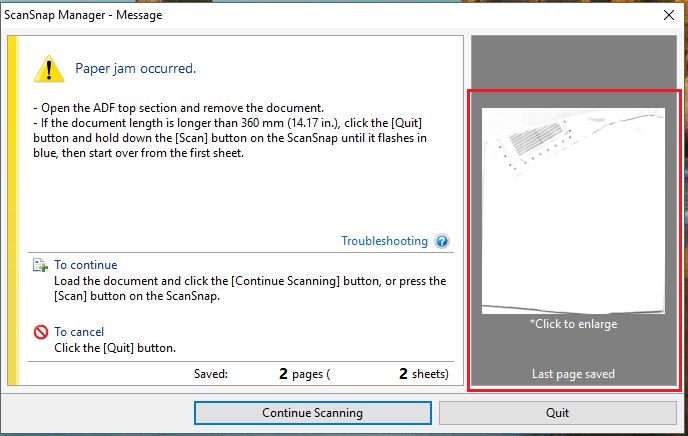 ScanSnap Manager - Message
Paper jam occurred.
- Open the ADF top section and remove the document.
- If the document length is longer than 360 mm (14.17 in.), click the [Quit]
button and hold down the [Scan] button on the ScanSnap until it flashes in
blue, then start over from the first sheet.
Troubleshooting
To continue
Load the document and click the [Continue Scanning] button, or press the
[Scan] button on the ScanSnap.
To cancel
Click the [Quit] button.
Saved: 2 pages ( 2 sheets)
*Click to enlarge
Last page saved
Continue Scanning
Quit